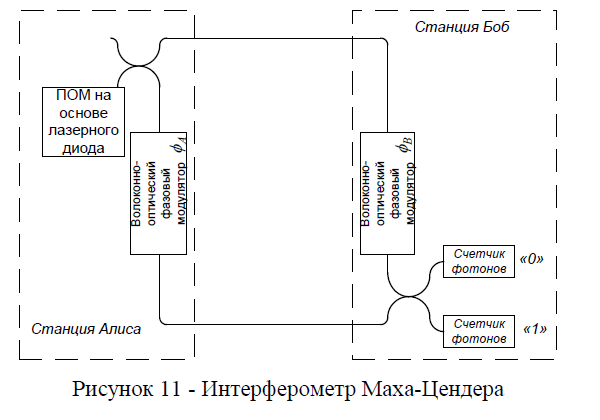 Станция Боб
ПОМ на
основе
лазерного
диода
Волоконно-
оптический
фазовый
модулятор
ϕA
Волоконно-
оптический
фазовый
модулятор
ϕB
Счетчик
фотонов
«0»
Счетчик
фотонов
«1»
Станция Алиса
Рисунок 11 - Интерферометр Маха-Цендера